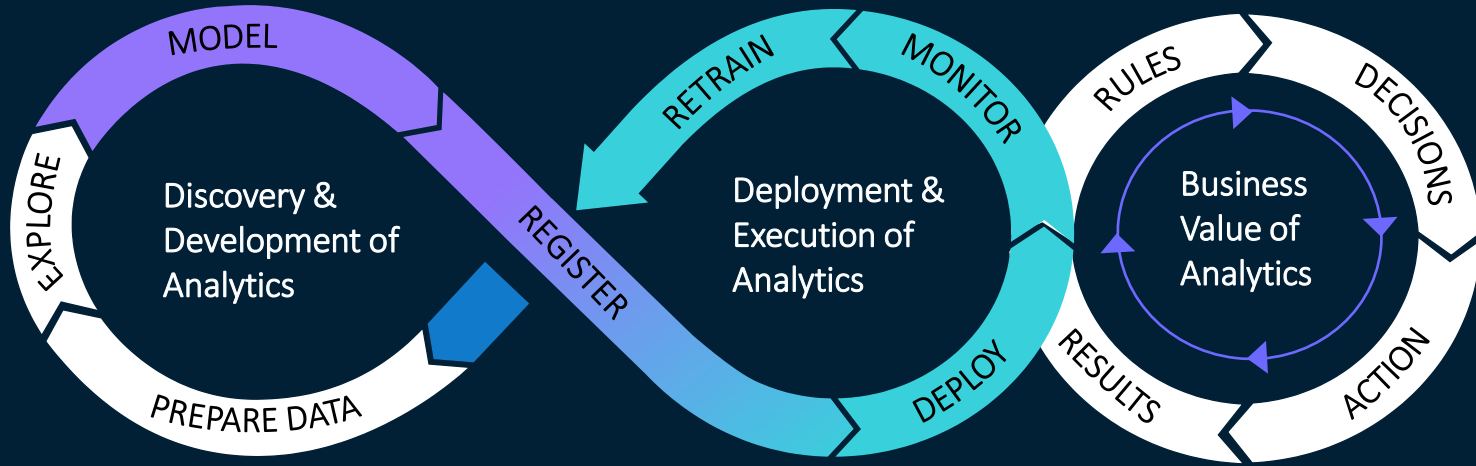 MODEL
EXPLORE
PREPARE DATA
Discovery &
Development of
Analytics
REGISTER
RETRAIN
MONITOR
DEPLOY
Deployment &
Execution of
Analytics
RULES
DECISIONS
ACTION
RESULTS
Business
Value of
Analytics